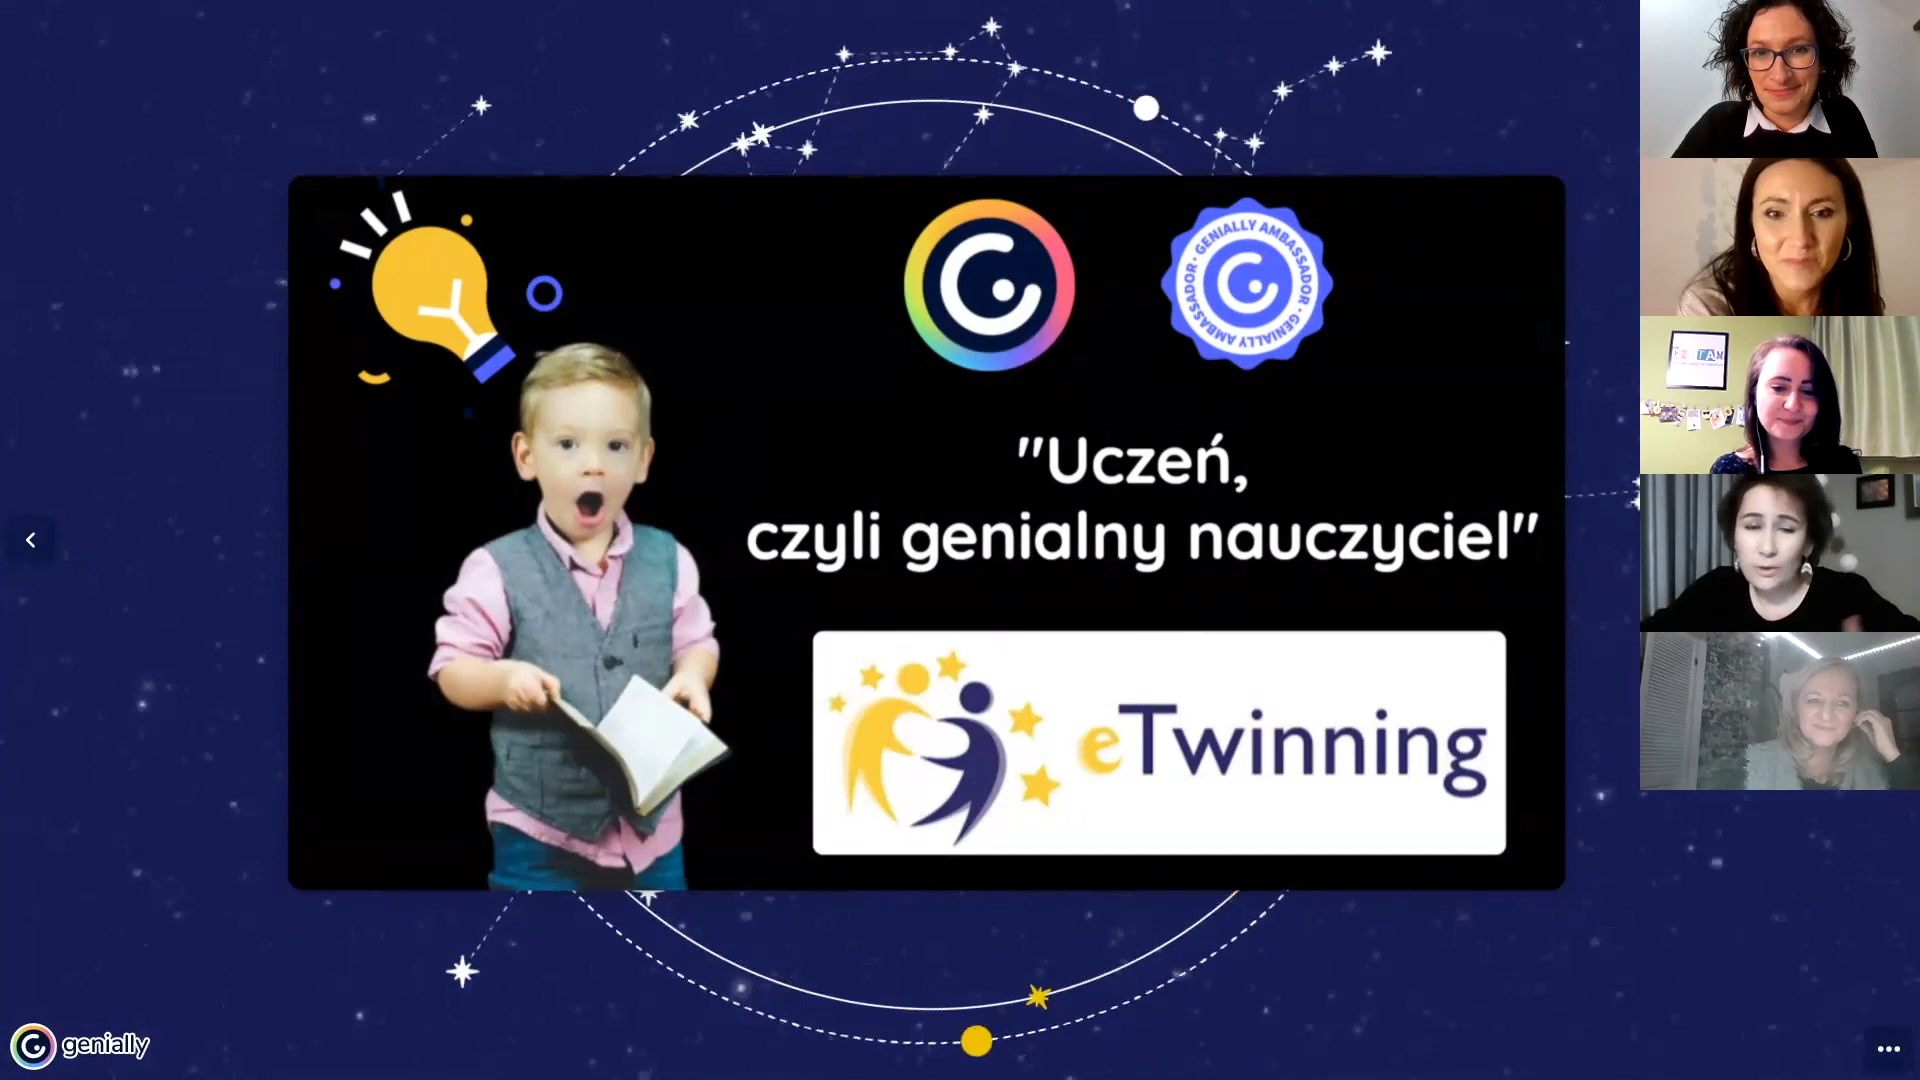 GENIALLY AMBASSADOR · GENIALLY AMBASSADOR ·
"Uczeń,
czyli genialny nauczyciel"
eTwinning
genially